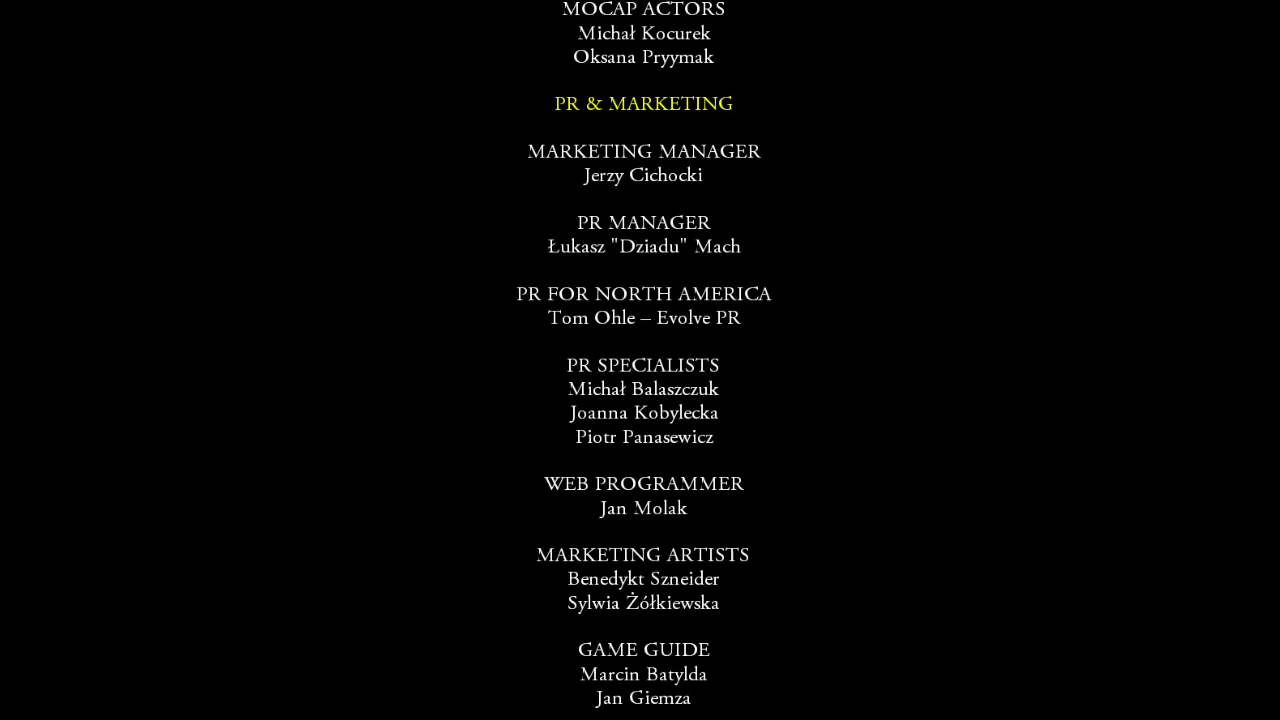 MOCAP ACTORS
Michał Kocurek
Oksana Pryymak
PR & MARKETING
MARKETING MANAGER
Jerzy Cichocki
PR MANAGER
Łukasz "Dziadu" Mach
PR FOR NORTH AMERICA
Tom Ohle – Evolve PR
PR SPECIALISTS
Michał Balaszczuk
Joanna Kobylecka
Piotr Panasewicz
WEB PROGRAMMER
Jan Molak
MARKETING ARTISTS
Benedykt Szneider
Sylwia Żółkiewska
GAME GUIDE
Marcin Batylda
Jan Giemza